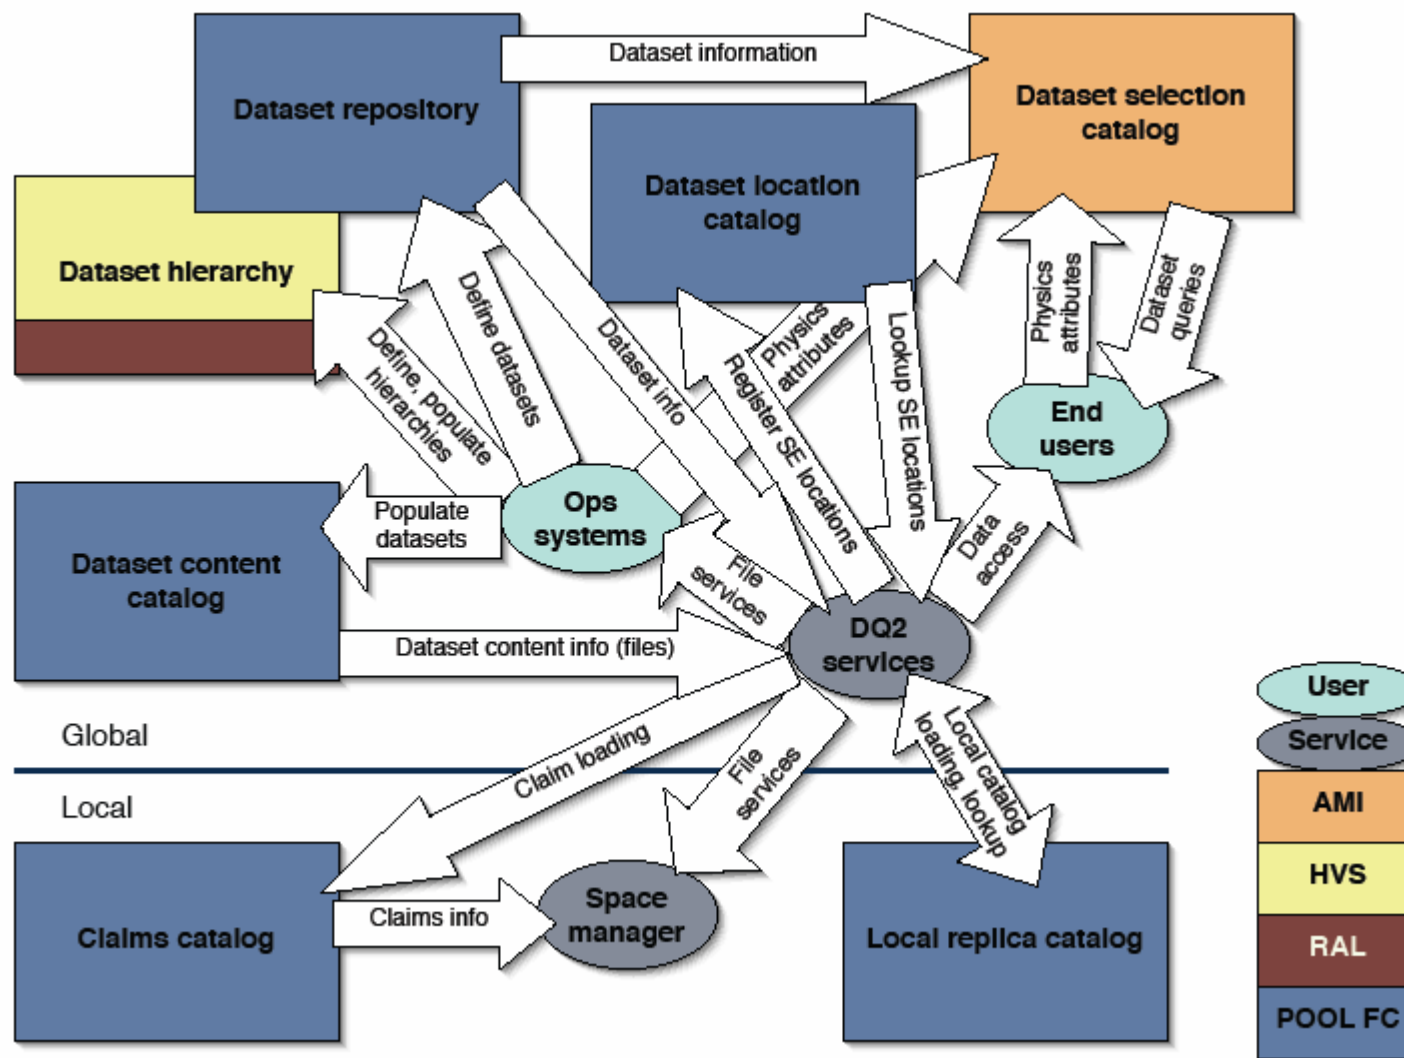 Dataset information
Dataset repository
Dataset selection
catalog
Dataset location
catalog
Dataset hierarchy
Define, populate
hierarchies
Define datasets
Dataset info
Physics
attributes
Register SE locations
Lookup SE locations
Physics
attributes
Dataset
queries
End
users
Ops
systems
Populate
datasets
Dataset content
catalog
File
services
Data
access
DQ2
services
Dataset content info (files)
Global
Local
Claim loading
File
services
Local catalog
loading, lookup
Claims catalog
Claims info
Space
manager
Local replica catalog
User
Service
AMI
HVS
RAL
POOL FC